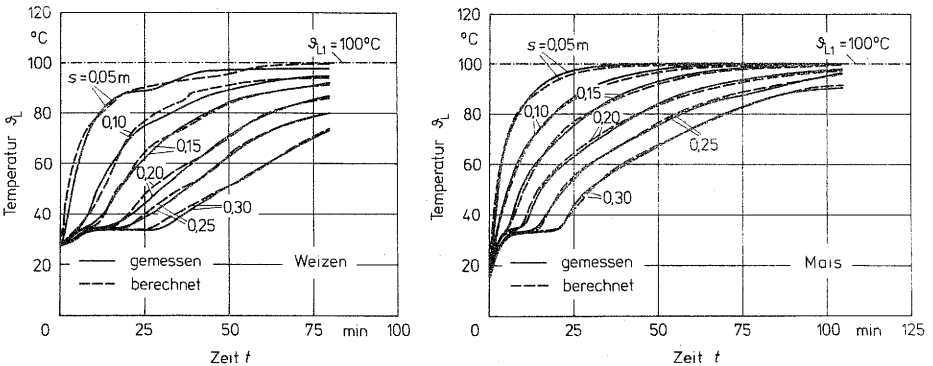 120
°C
100
80
60
40
20
0
Temperatur ϑL
ϑL1=100°C
s=0,05m
0,10
0,15
0,20
0,25
0,30
gemessen
berechnet
Weizen
25
50
min
100
Zeit t
120
°C
100
80
60
40
20
0
Temperatur ϑL
ϑL1=100°C
s=0,05m
0,10
0,15
0,20
0,25
0,30
gemessen
berechnet
Mais
25
50
75
100
min
125
Zeit t